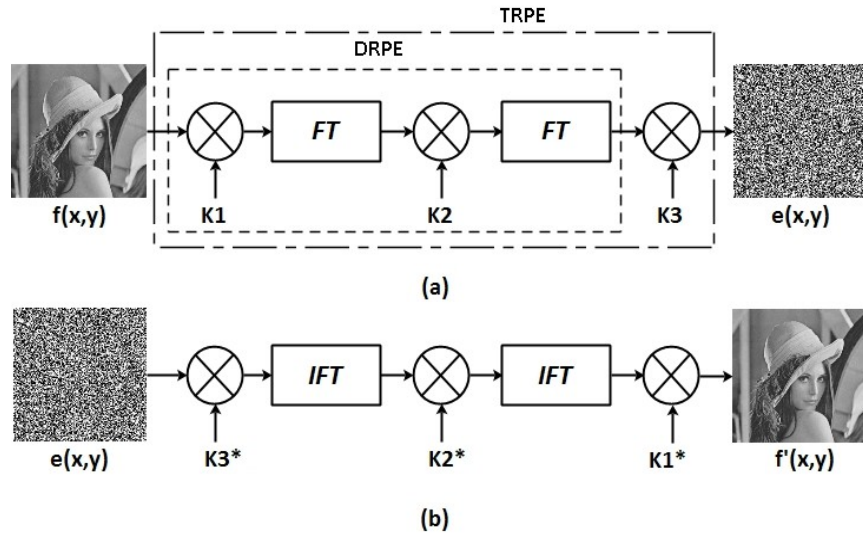 TRPE
DRPE
FT
FT
K1
K2
K3
f(x,y)
e(x,y)
(a)
IFT
IFT
K3*
K2*
K1*
e(x,y)
f'(x,y)
(b)